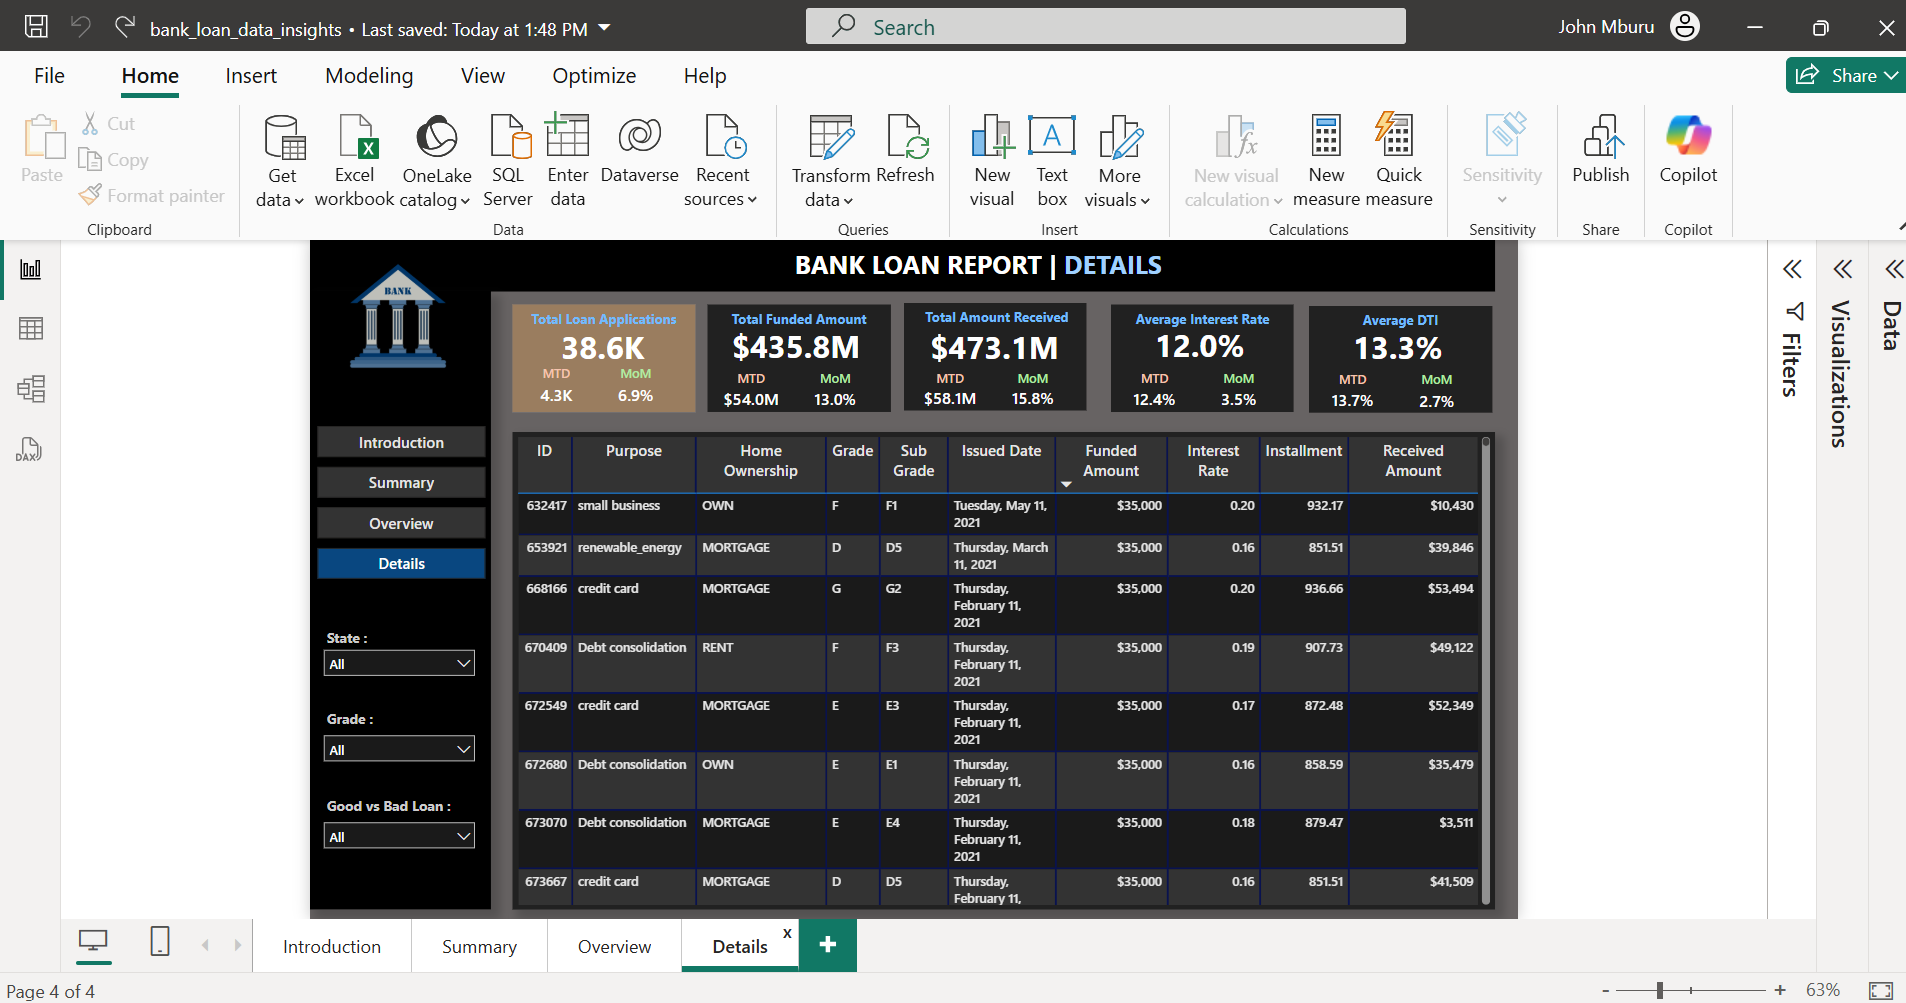 bank_loan_data_insights • Last saved: Today at 1:48 PM
Search
John Mburu
File Home Insert Modeling View Optimize Help
Share
Paste
Cut
Copy
Format painter
Clipboard
Get data
Excel workbook
OneLake catalog
SQL Server
Enter data
Dataverse
Recent sources
Data
Transform data
Refresh
Queries
New visual
Text box
More visuals
Insert
New visual calculation
New measure
Quick measure
Calculations
Sensitivity
Sensitivity
Publish
Share
Copilot
Copilot
DAX
BANK
BANK LOAN REPORT | DETAILS
Total Loan Applications
38.6K
MTD MoM
4.3K 6.9%
Total Funded Amount
$435.8M
MTD MoM
$54.0M 13.0%
Total Amount Received
$473.1M
MTD MoM
$58.1M 15.8%
Average Interest Rate
12.0%
MTD MoM
12.4% 3.5%
Average DTI
13.3%
MTD MoM
13.7% 2.7%
Introduction
Summary
Overview
Details
State :
All
Grade :
All
Good vs Bad Loan :
All
ID Purpose Home Ownership Grade Sub Grade Issued Date Funded Amount Interest Rate Installment Received Amount
632417 small business OWN F F1 Tuesday, May 11, 2021 $35,000 0.20 932.17 $10,430
653921 renewable_energy MORTGAGE D D5 Thursday, March 11, 2021 $35,000 0.16 851.51 $39,846
668166 credit card MORTGAGE G G2 Thursday, February 11, 2021 $35,000 0.20 936.66 $53,494
670409 Debt consolidation RENT F F3 Thursday, February 11, 2021 $35,000 0.19 907.73 $49,122
672549 credit card MORTGAGE E E3 Thursday, February 11, 2021 $35,000 0.17 872.48 $52,349
672680 Debt consolidation OWN E E1 Thursday, February 11, 2021 $35,000 0.16 858.59 $35,479
673070 Debt consolidation MORTGAGE E E4 Thursday, February 11, 2021 $35,000 0.18 879.47 $3,511
673667 credit card MORTGAGE D D5 Thursday, February 11, $35,000 0.16 851.51 $41,509
Filters
Visualizations
Data
Introduction Summary Overview Details x +
Page 4 of 4
- + 63%